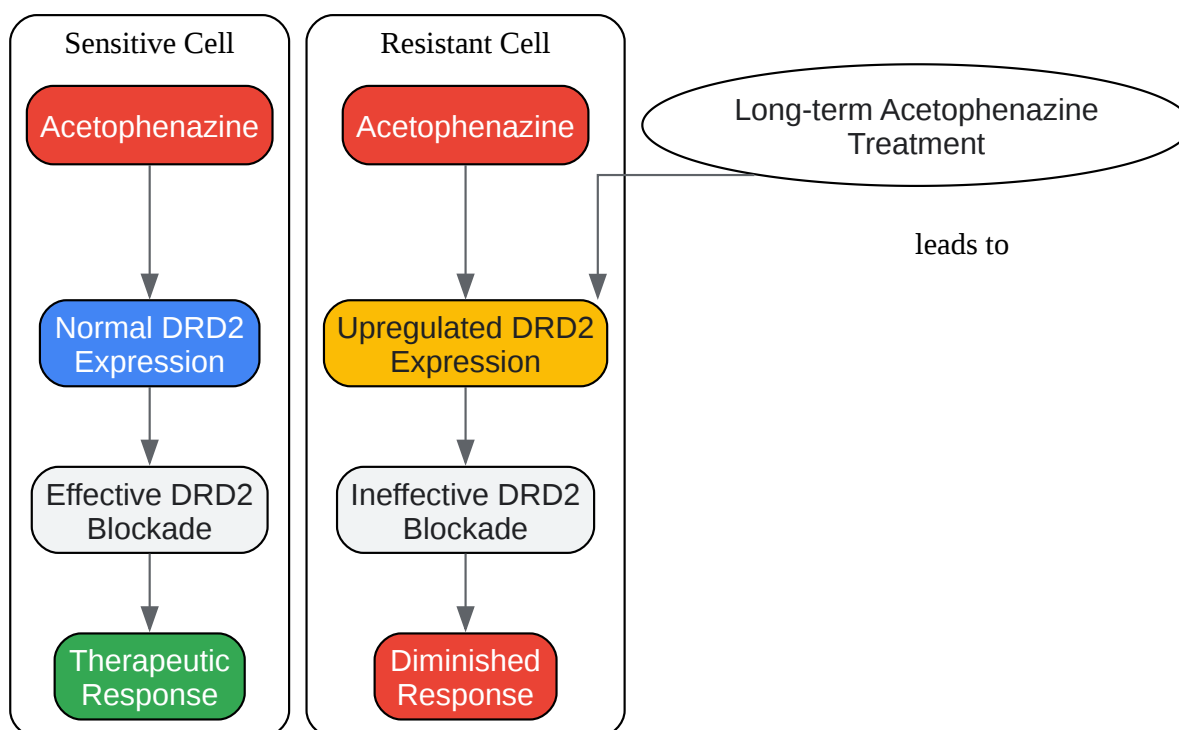 Sensitive Cell
Acetophenazine
Normal DRD2
Expression
Effective DRD2
Blockade
Therapeutic
Response
Resistant Cell
Acetophenazine
Upregulated DRD2
Expression
Ineffective DRD2
Blockade
Diminished
Response
Long-term Acetophenazine
Treatment
leads to